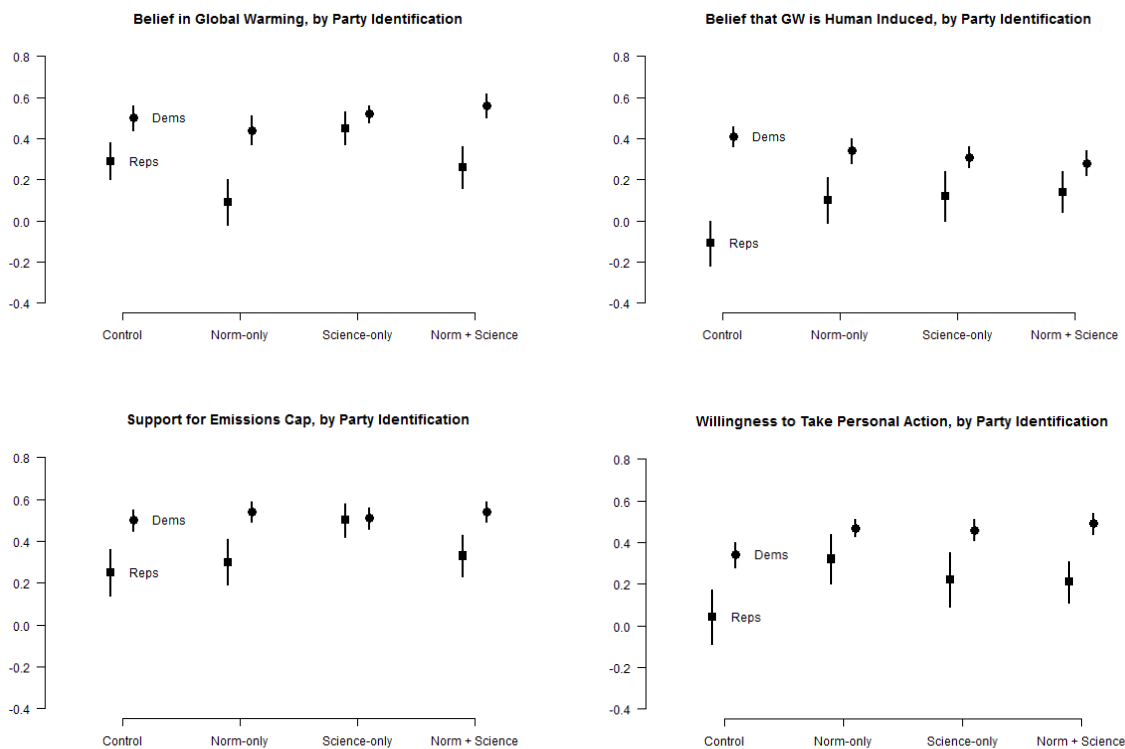 Belief in Global Warming, by Party Identification
0.8
0.6
0.4
0.2
0.0
-0.2
-0.4
Dems
Reps
Control
Norm-only
Science-only
Norm + Science
Belief that GW is Human Induced, by Party Identification
0.8
0.6
0.4
0.2
0.0
-0.2
-0.4
Dems
Reps
Control
Norm-only
Science-only
Norm + Science
Support for Emissions Cap, by Party Identification
0.8
0.6
0.4
0.2
0.0
-0.2
-0.4
Dems
Reps
Control
Norm-only
Science-only
Norm + Science
Willingness to Take Personal Action, by Party Identification
0.8
0.6
0.4
0.2
0.0
-0.2
-0.4
Dems
Reps
Control
Norm-only
Science-only
Norm + Science